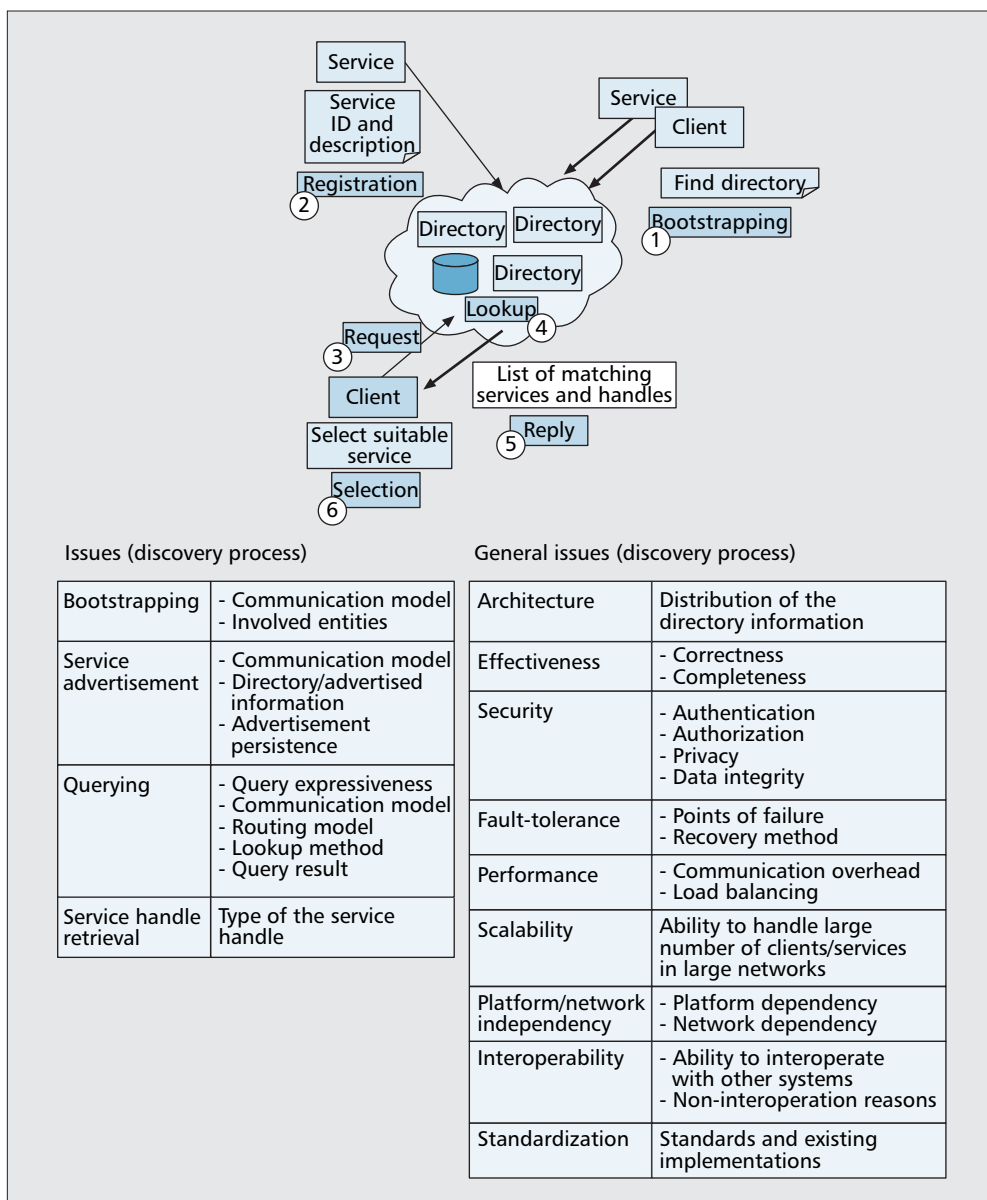 Service
Service
ID and
description
Registration
2
Service
Client
Find directory
Bootstrapping
1
Directory
Directory
Directory
Lookup
4
Request
3
Client
Select suitable
service
Selection
6
List of matching
services and handles
Reply
5
Issues (discovery process)
Bootstrapping
- Communication model
- Involved entities
Service
advertisement
- Communication model
- Directory/advertised
information
- Advertisement
persistence
Querying
- Query expressiveness
- Communication model
- Routing model
- Lookup method
- Query result
Service handle
retrieval
Type of the service
handle
General issues (discovery process)
Architecture
Distribution of the
directory information
Effectiveness
- Correctness
- Completeness
Security
- Authentication
- Authorization
- Privacy
- Data integrity
Fault-tolerance
- Points of failure
- Recovery method
Performance
- Communication overhead
- Load balancing
Scalability
Ability to handle large
number of clients/services
in large networks
Platform/network
independency
- Platform dependency
- Network dependency
Interoperability
- Ability to interoperate
with other systems
- Non-interoperation reasons
Standardization
Standards and existing
implementations